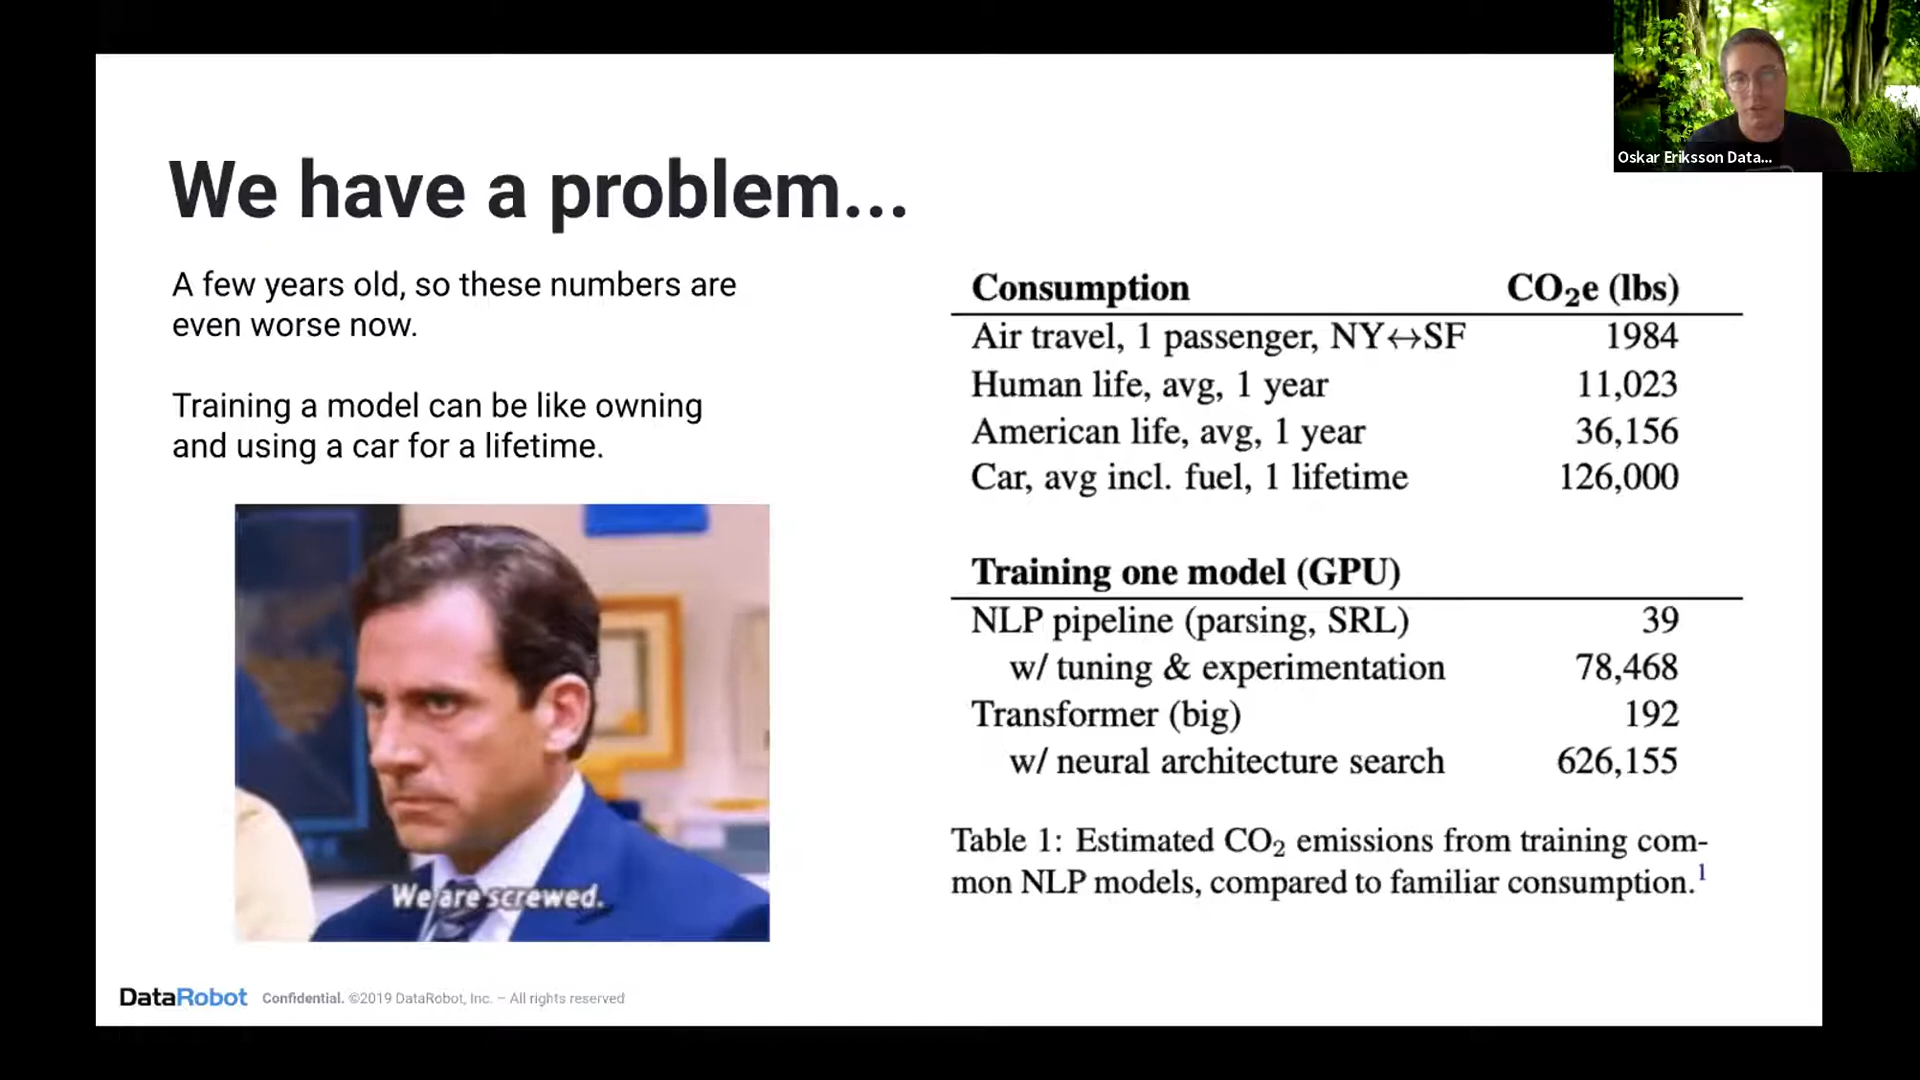 Oskar Eriksson Data...
We have a problem...
A few years old, so these numbers are
even worse now.
Training a model can be like owning
and using a car for a lifetime.
We are screwed.
Consumption CO₂e (lbs)
Air travel, 1 passenger, NY↔SF 1984
Human life, avg, 1 year 11,023
American life, avg, 1 year 36,156
Car, avg incl. fuel, 1 lifetime 126,000
Training one model (GPU)
NLP pipeline (parsing, SRL) 39
w/ tuning & experimentation 78,468
Transformer (big) 192
w/ neural architecture search 626,155
Table 1: Estimated CO₂ emissions from training com-
mon NLP models, compared to familiar consumption.¹
DataRobot Confidential. ©2019 DataRobot, Inc. – All rights reserved